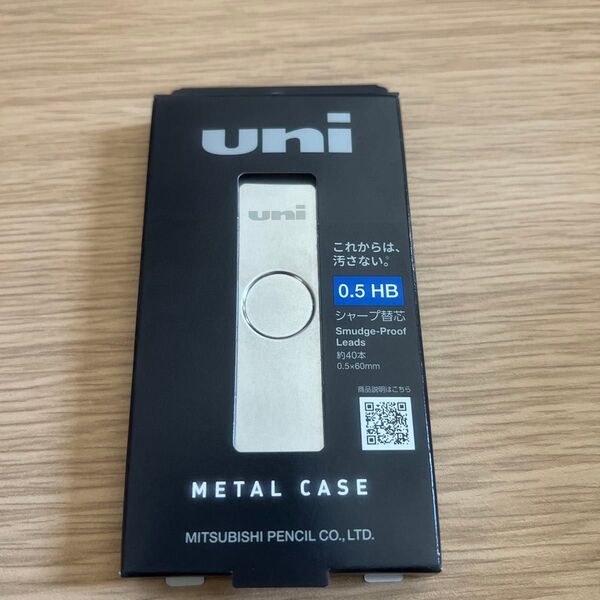 uni
uni
これからは、
汚さない。
0.5 HB
シャープ替芯
Smudge-Proof
Leads
約40本
0.5×60mm
商品説明はこちら
METAL CASE
MITSUBISHI PENCIL CO., LTD.